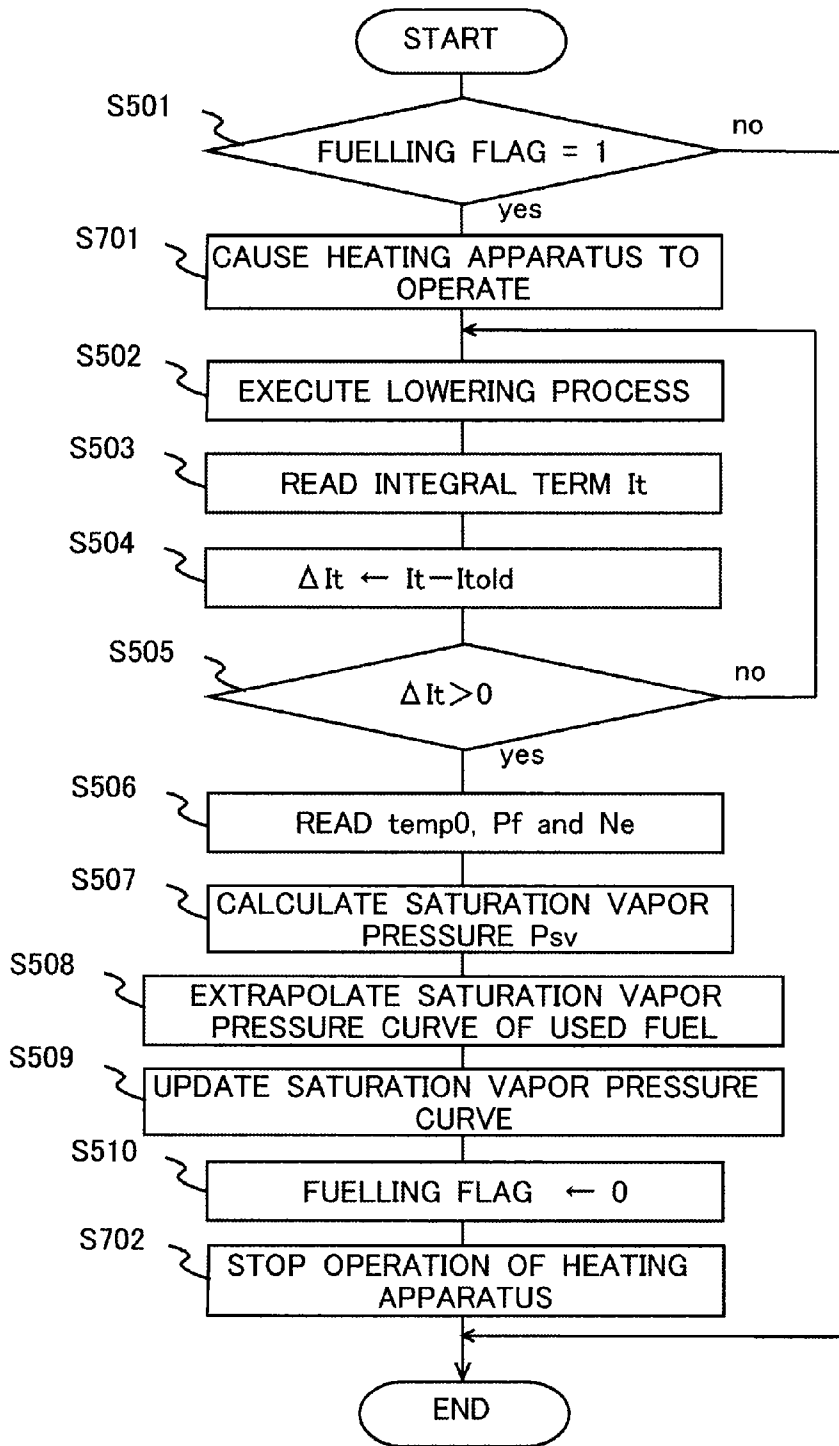 START
S501
FUELLING FLAG = 1
no
yes
S701
CAUSE HEATING APPARATUS TO
OPERATE
S502
EXECUTE LOWERING PROCESS
S503
READ INTEGRAL TERM It
S504
ΔIt ← It−Itold
S505
ΔIt>0
no
yes
S506
READ temp0, Pf and Ne
S507
CALCULATE SATURATION VAPOR
PRESSURE Psv
S508
EXTRAPOLATE SATURATION VAPOR
PRESSURE CURVE OF USED FUEL
S509
UPDATE SATURATION VAPOR PRESSURE
CURVE
S510
FUELLING FLAG ← 0
S702
STOP OPERATION OF HEATING
APPARATUS
END